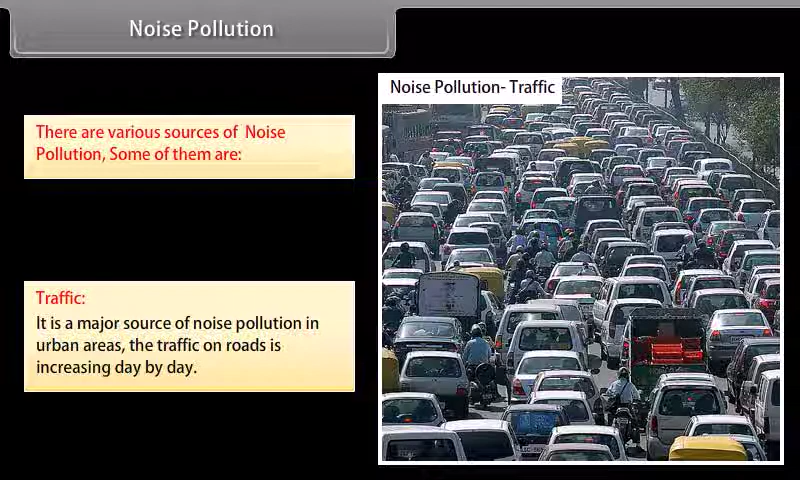 Noise Pollution
There are various sources of Noise
Pollution, Some of them are:
Noise Pollution- Traffic
Traffic:
It is a major source of noise pollution in
urban areas, the traffic on roads is
increasing day by day.